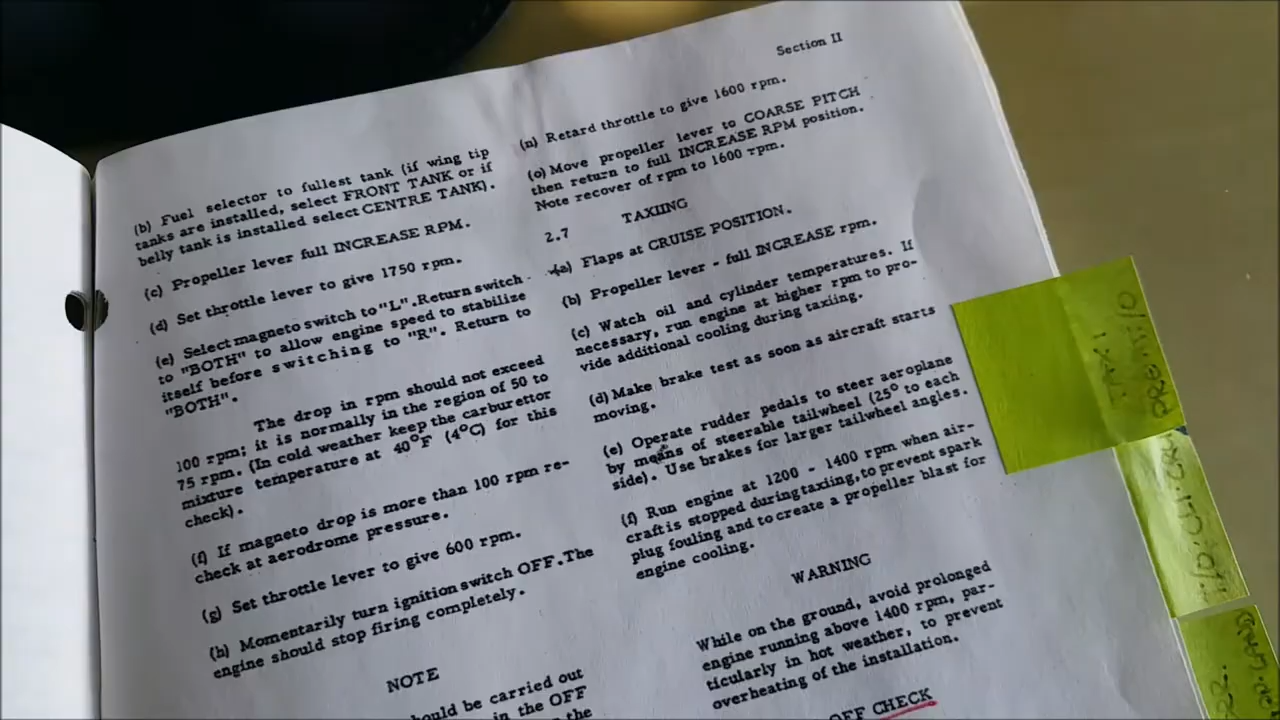 Section II
(b) Fuel selector to fullest tank (if wing tip
tanks are installed, select FRONT TANK or if
belly tank is installed select CENTRE TANK).
(c) Propeller lever full INCREASE RPM.
(d) Set throttle lever to give 1750 rpm.
(e) Select magneto switch to "L". Return switch
to "BOTH" to allow engine speed to stabilize
itself before switching to "R". Return to
"BOTH".
The drop in rpm should not exceed
100 rpm; it is normally in the region of 50 to
75 rpm. (In cold weather keep the carburettor
mixture temperature at 40°F (4°C) for this
check).
(f) If magneto drop is more than 100 rpm re-
check at aerodrome pressure.
(g) Set throttle lever to give 600 rpm.
(h) Momentarily turn ignition switch OFF. The
engine should stop firing completely.
NOTE
ould be carried out
in the OFF
the
(n) Retard throttle to give 1600 rpm.
(o) Move propeller lever to COARSE PITCH
then return to full INCREASE RPM position.
Note recover of rpm to 1600 rpm.
2.7 TAXIING
(a) Flaps at CRUISE POSITION.
(b) Propeller lever - full INCREASE rpm.
(c) Watch oil and cylinder temperatures. If
necessary, run engine at higher rpm to pro-
vide additional cooling during taxiing.
(d) Make brake test as soon as aircraft starts
moving.
(e) Operate rudder pedals to steer aeroplane
by means of steerable tailwheel (25° to each
side). Use brakes for larger tailwheel angles.
(f) Run engine at 1200 - 1400 rpm when air-
craft is stopped during taxiing, to prevent spark
plug fouling and to create a propeller blast for
engine cooling.
WARNING
While on the ground, avoid prolonged
engine running above 1400 rpm, par-
ticularly in hot weather, to prevent
overheating of the installation.
OFF CHECK
TAXI
PRE-T/O